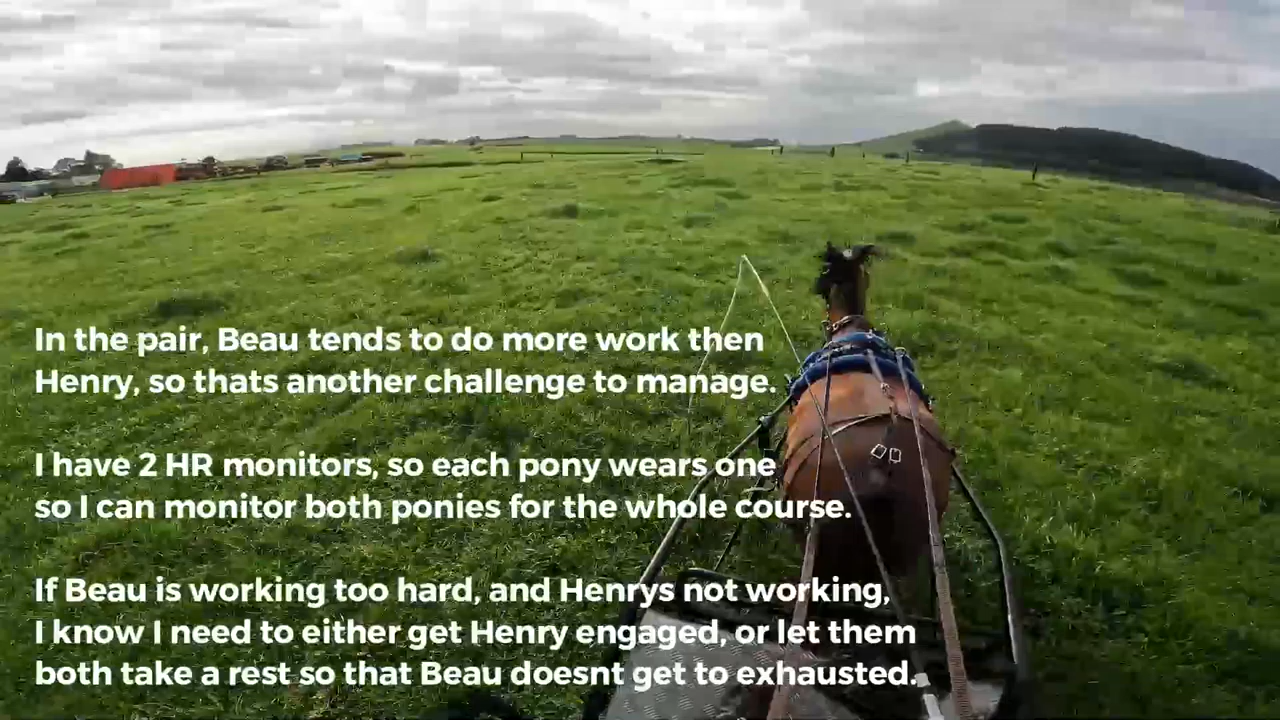 In the pair, Beau tends to do more work then
Henry, so thats another challenge to manage.
I have 2 HR monitors, so each pony wears one
so I can monitor both ponies for the whole course.
If Beau is working too hard, and Henrys not working,
I know I need to either get Henry engaged, or let them
both take a rest so that Beau doesnt get to exhausted.